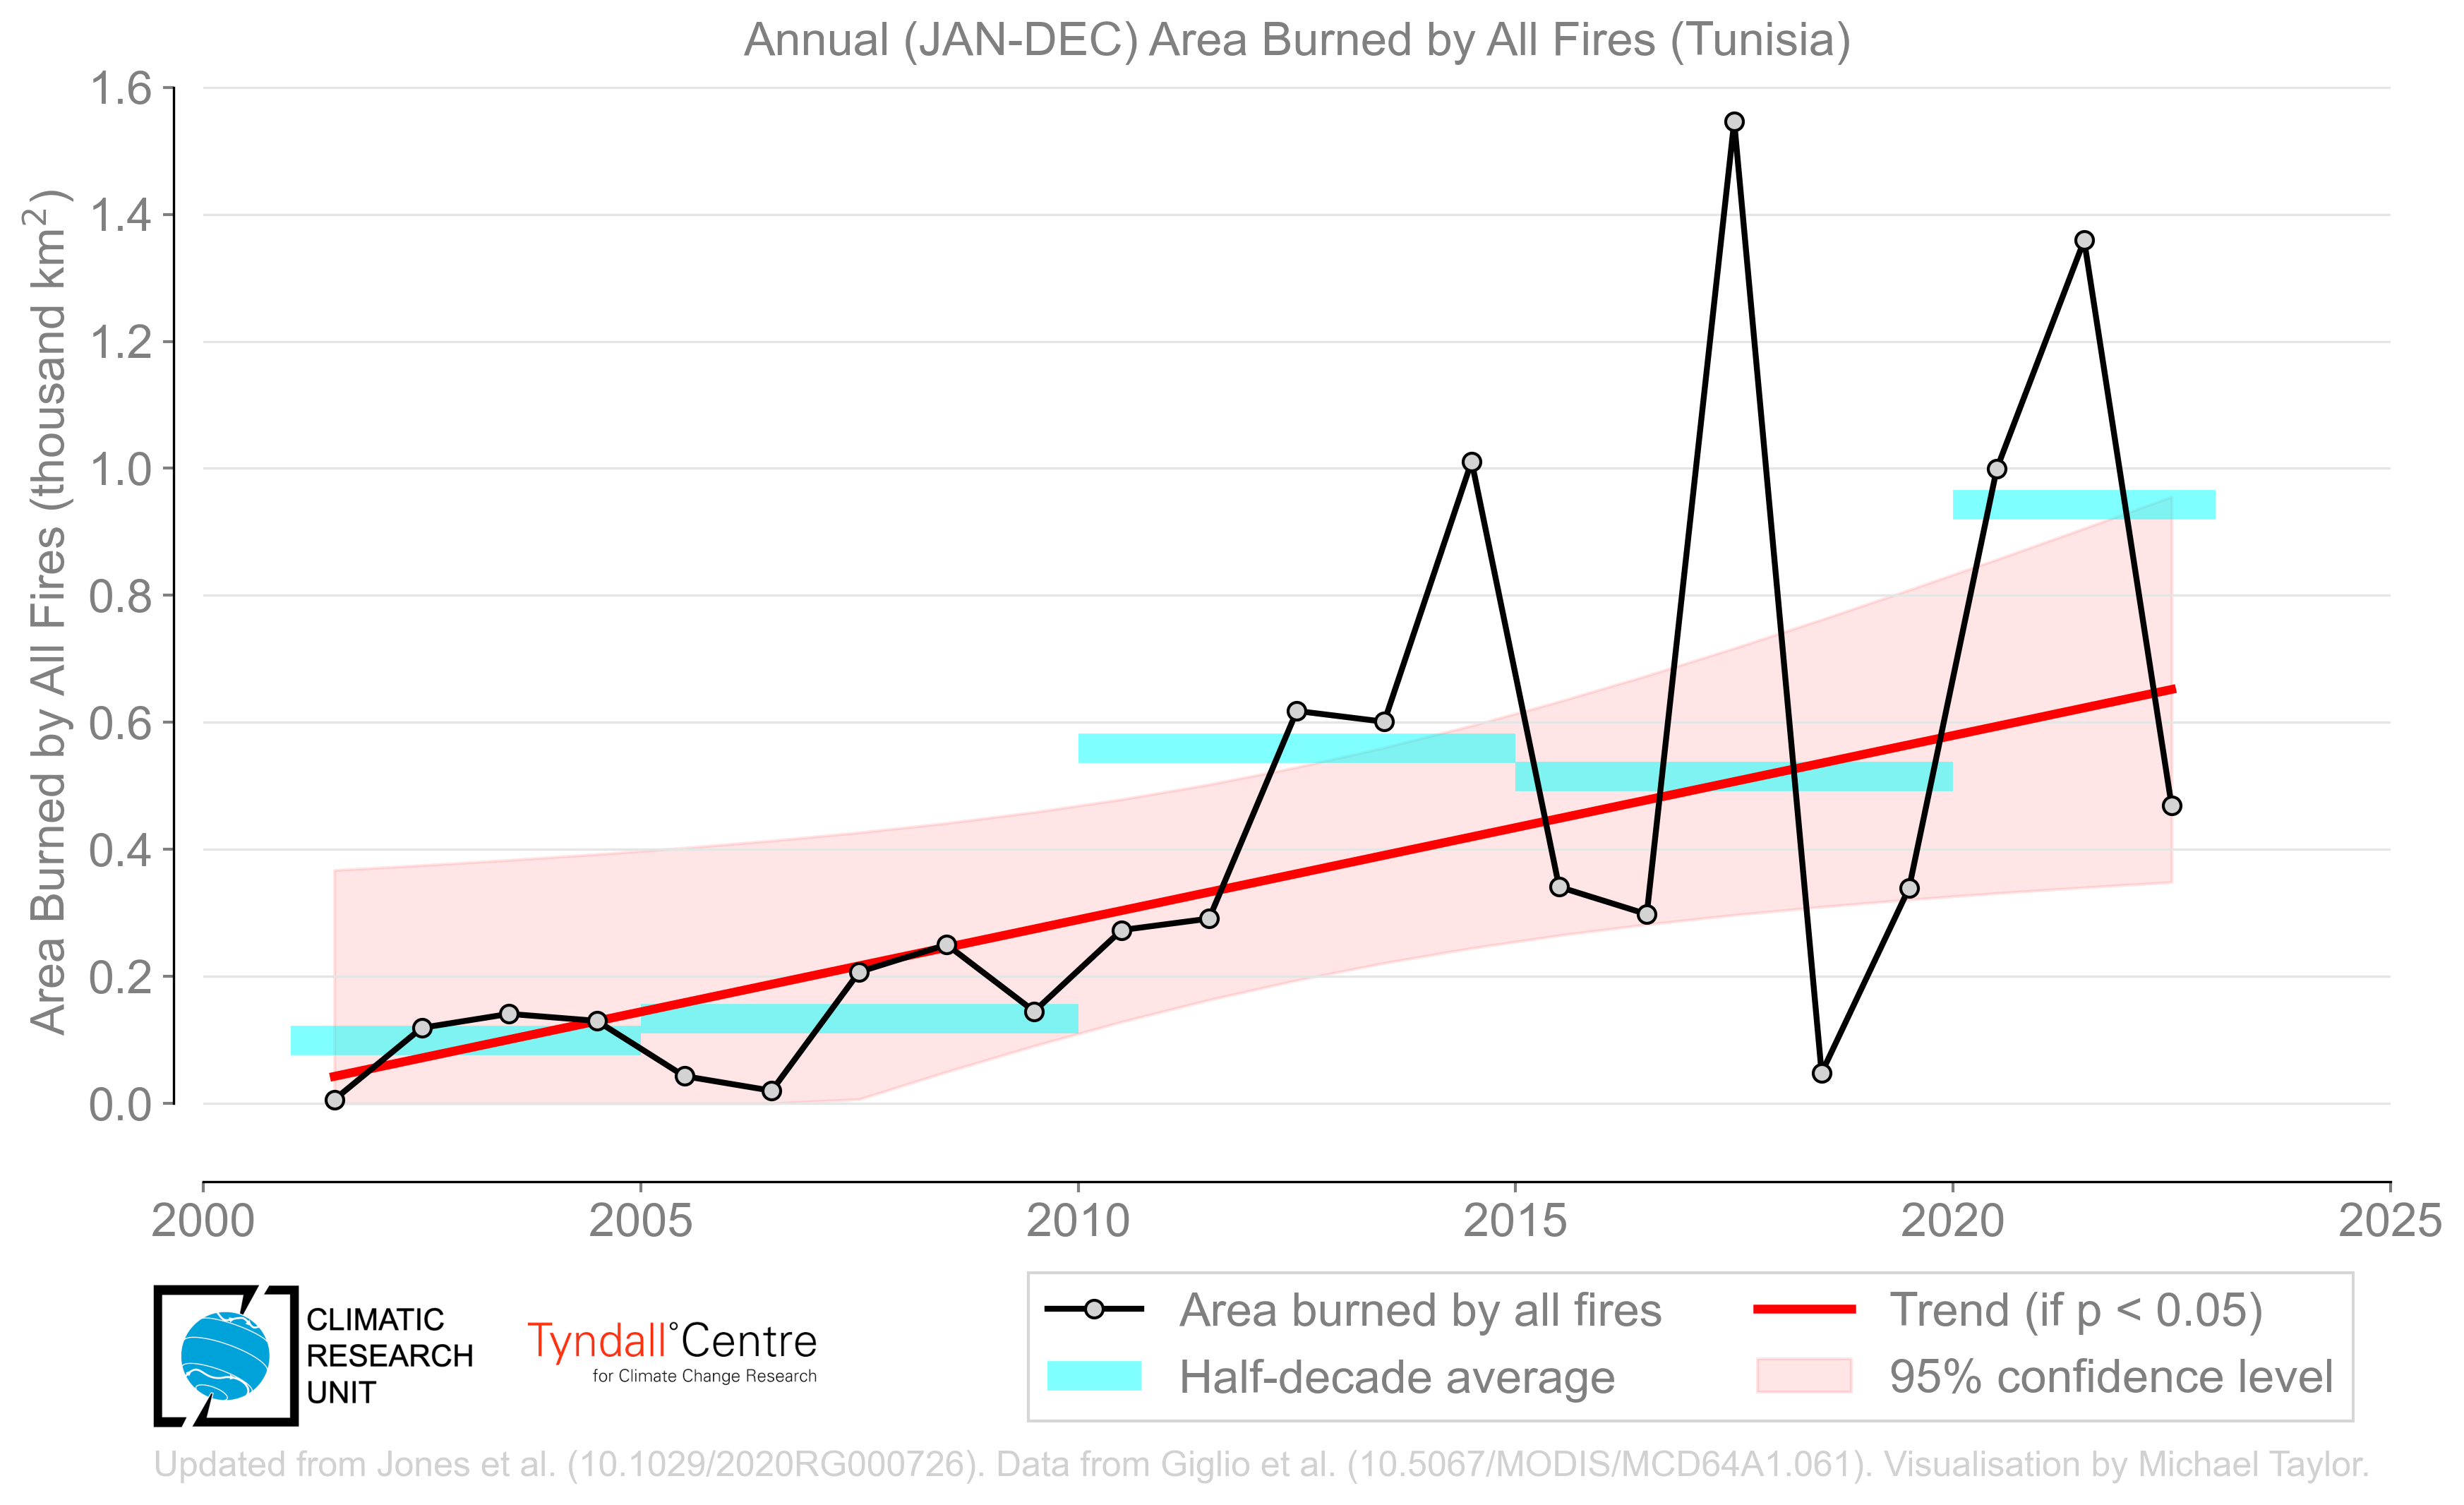 Annual (JAN-DEC) Area Burned by All Fires (Tunisia)
Area Burned by All Fires (thousand km²)
1.6
1.4
1.2
1.0
0.8
0.6
0.4
0.2
0.0
2000 2005 2010 2015 2020 2025
CLIMATIC
RESEARCH
UNIT
Tyndall°Centre
for Climate Change Research
Area burned by all fires
Half-decade average
Trend (if p < 0.05)
95% confidence level
Updated from Jones et al. (10.1029/2020RG000726). Data from Giglio et al. (10.5067/MODIS/MCD64A1.061). Visualisation by Michael Taylor.